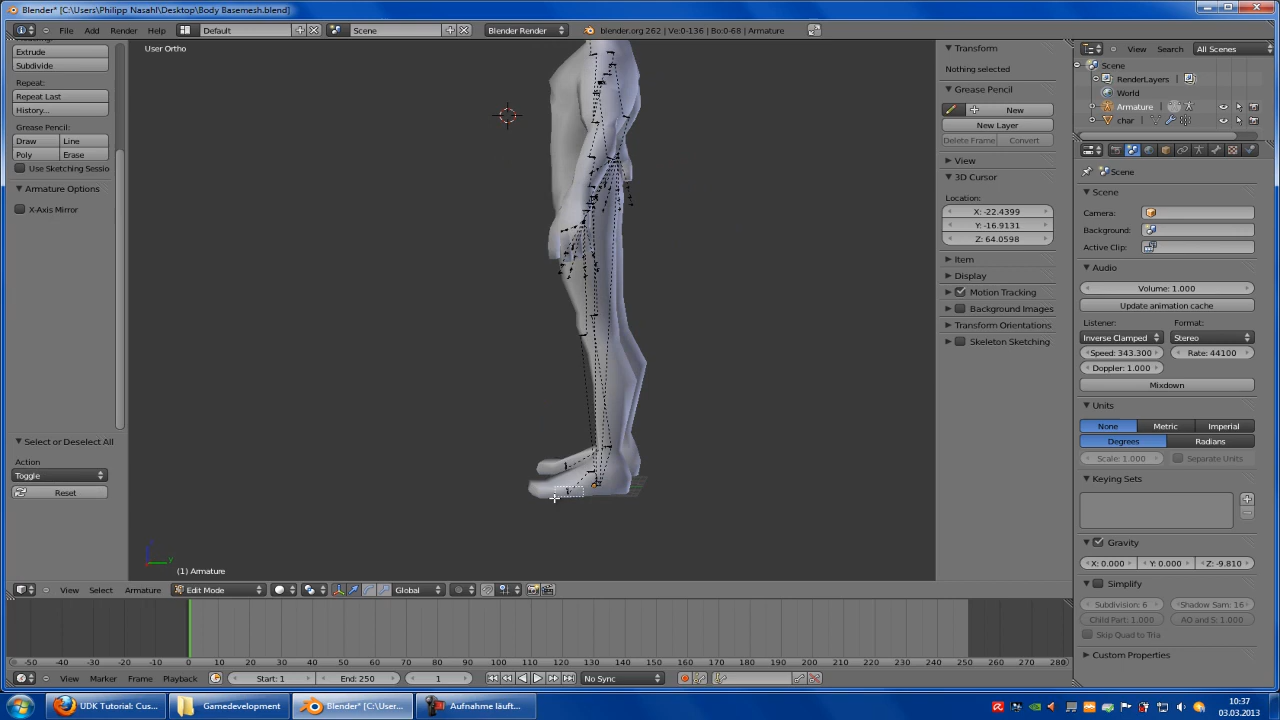 Blender* [C:\Users\Philipp Nasahl\Desktop\Body Basemesh.blend]
File Add Render Help Default Scene Blender Render blender.org 262 | Ve:0-136 | Bo:0-68 | Armature
Extrude
Subdivide
Repeat:
Repeat Last
History...
Grease Pencil:
Draw Line
Poly Erase
Use Sketching Sessio
Armature Options
X-Axis Mirror
Select or Deselect All
Action
Toggle
Reset
User Ortho
(1) Armature
Transform
Nothing selected
Grease Pencil
New
New Layer
Delete Frame Convert
View
3D Cursor
Location:
X: -22.4399
Y: -16.9131
Z: 64.0598
Item
Display
Motion Tracking
Background Images
Transform Orientations
Skeleton Sketching
View Search All Scenes
Scene
RenderLayers
World
Armature
char
Scene
Scene
Camera:
Background:
Active Clip:
Audio
Volume: 1.000
Update animation cache
Listener: Format:
Inverse Clamped Stereo
Speed: 343.300 Rate: 44100
Doppler: 1.000
Mixdown
Units
None Metric Imperial
Degrees Radians
Scale: 1.000 Separate Units
Keying Sets
Gravity
X: 0.000 Y: 0.000 Z: -9.810
Simplify
Subdivision: 6 Shadow Sam: 16
Child Part: 1.000 AO and S: 1.000
Skip Quad to Tria
Custom Properties
View Select Armature Edit Mode Global
-50 -40 -30 -20 -10 0 10 20 30 40 50 60 70 80 90 100 110 120 130 140 150 160 170 180 190 200 210 220 230 240 250 260 270 280
View Marker Frame Playback Start: 1 End: 250 1 No Sync
UDK Tutorial: Cus... Gamedevelopment Blender* [C:\User... Aufnahme läuft...
10:37
03.03.2013